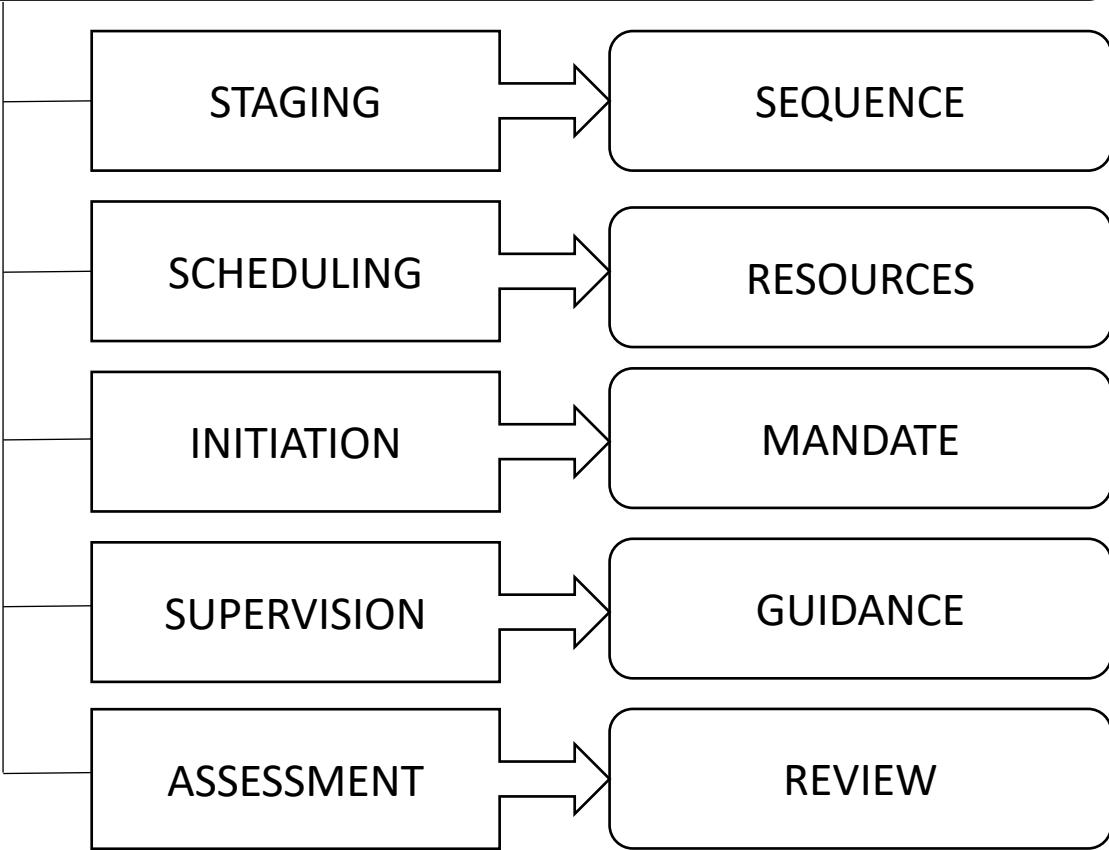 STAGING
SEQUENCE
SCHEDULING
RESOURCES
INITIATION
MANDATE
SUPERVISION
GUIDANCE
ASSESSMENT
REVIEW